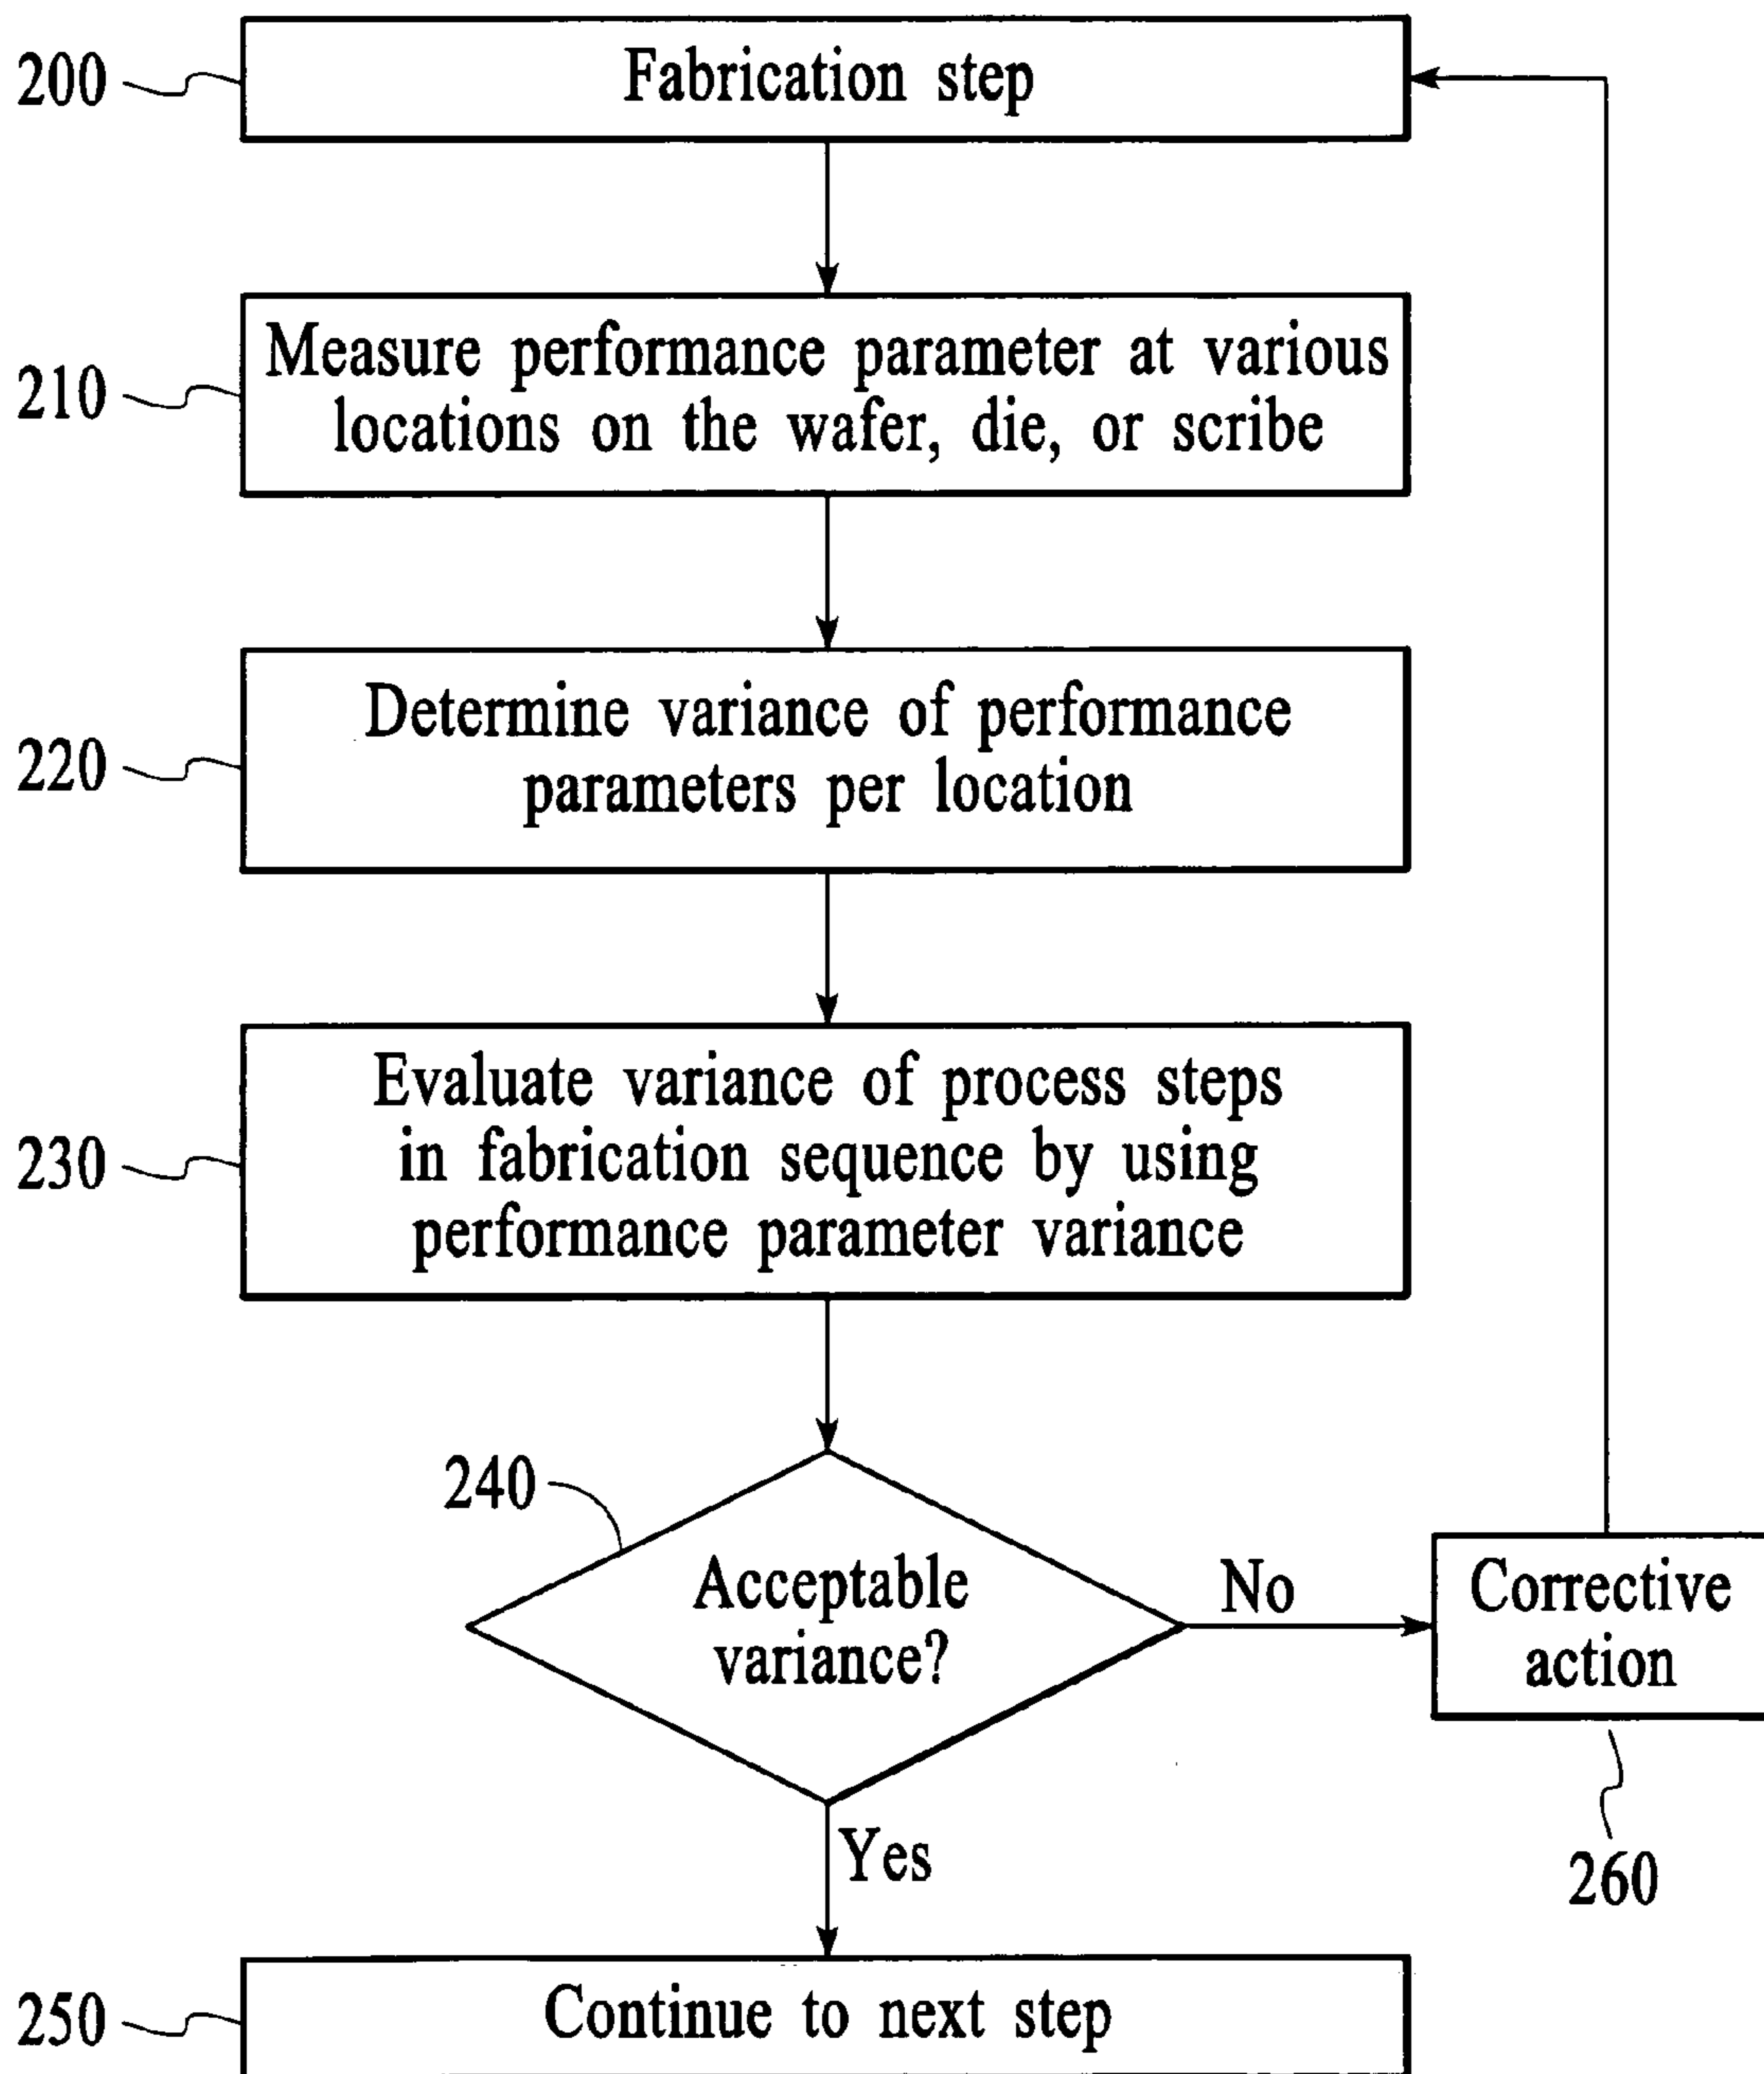 200
Fabrication step
210
Measure performance parameter at various
locations on the wafer, die, or scribe
220
Determine variance of performance
parameters per location
230
Evaluate variance of process steps
in fabrication sequence by using
performance parameter variance
240
Acceptable
variance?
No
Corrective
action
260
Yes
250
Continue to next step